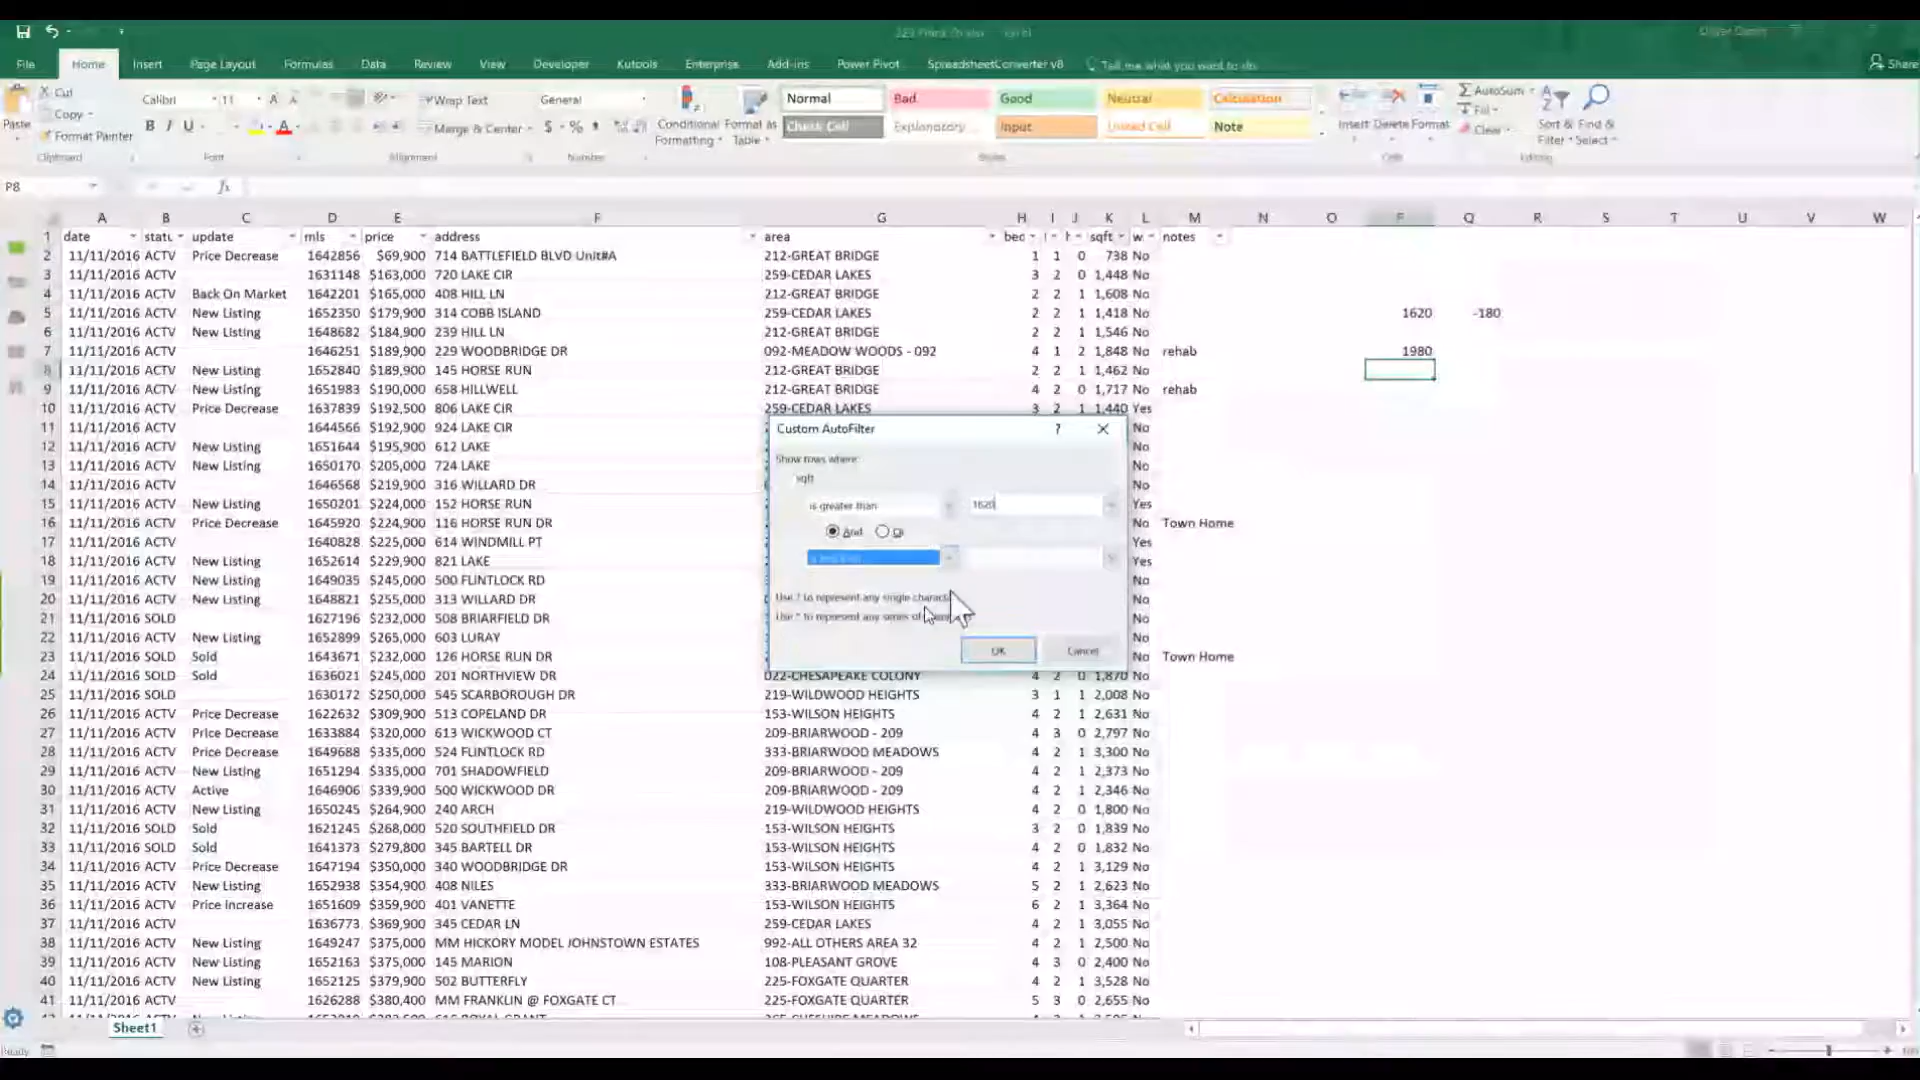 File Home Insert Page Layout Formulas Data Review View Developer Kutools Enterprise Add-ins Power Pivot SpreadsheetConverter v8 Tell me what you want to do Share
Cut Calibri 11 Wrap Text General Normal Bad Good Neutral Calculation AutoSum
Copy Fill
Paste Format Painter B I U Merge & Center $ % Conditional Format as Check Cell Explanatory Input Linked Cell Note Insert Delete Format Clear Sort & Find &
Formatting Table Filter Select
Clipboard Font Alignment Number Styles Cells Editing
P8 fx
A B C D E F G H I J K L M N O P Q R S T U V W
1 date statu update mls price address area bec sqft w notes
2 11/11/2016 ACTV Price Decrease 1642856 $69,900 714 BATTLEFIELD BLVD Unit#A 212-GREAT BRIDGE 1 1 0 738 No
3 11/11/2016 ACTV 1631148 $163,000 720 LAKE CIR 259-CEDAR LAKES 3 2 0 1,448 No
4 11/11/2016 ACTV Back On Market 1642201 $165,000 408 HILL LN 212-GREAT BRIDGE 2 2 1 1,608 No
5 11/11/2016 ACTV New Listing 1652350 $179,900 314 COBB ISLAND 259-CEDAR LAKES 2 2 1 1,418 No 1620 -180
6 11/11/2016 ACTV New Listing 1648682 $184,900 239 HILL LN 212-GREAT BRIDGE 2 2 1 1,546 No
7 11/11/2016 ACTV 1646251 $189,900 229 WOODBRIDGE DR 092-MEADOW WOODS - 092 4 1 2 1,848 No rehab 1980
8 11/11/2016 ACTV New Listing 1652840 $189,900 145 HORSE RUN 212-GREAT BRIDGE 2 2 1 1,462 No
9 11/11/2016 ACTV New Listing 1651983 $190,000 658 HILLWELL 212-GREAT BRIDGE 4 2 0 1,717 No rehab
10 11/11/2016 ACTV Price Decrease 1637839 $192,500 806 LAKE CIR 259-CEDAR LAKES 3 2 1 1,440 Yes
11 11/11/2016 ACTV 1644566 $192,900 924 LAKE CIR No
12 11/11/2016 ACTV New Listing 1651644 $195,900 612 LAKE No
13 11/11/2016 ACTV New Listing 1650170 $205,000 724 LAKE No
14 11/11/2016 ACTV 1646568 $219,900 316 WILLARD DR No
15 11/11/2016 ACTV New Listing 1650201 $224,000 152 HORSE RUN Yes
16 11/11/2016 ACTV Price Decrease 1645920 $224,900 116 HORSE RUN DR No Town Home
17 11/11/2016 ACTV 1640828 $225,000 614 WINDMILL PT Yes
18 11/11/2016 ACTV New Listing 1652614 $229,900 821 LAKE Yes
19 11/11/2016 ACTV New Listing 1649035 $245,000 500 FLINTLOCK RD No
20 11/11/2016 ACTV New Listing 1648821 $255,000 313 WILLARD DR No
21 11/11/2016 SOLD 1627196 $232,000 508 BRIARFIELD DR No
22 11/11/2016 ACTV New Listing 1652899 $265,000 603 LURAY No
23 11/11/2016 SOLD Sold 1643671 $232,000 126 HORSE RUN DR No Town Home
24 11/11/2016 SOLD Sold 1636021 $245,000 201 NORTHVIEW DR 022-CHESAPEAKE COLONY 4 2 0 1,870 No
25 11/11/2016 SOLD 1630172 $250,000 545 SCARBOROUGH DR 219-WILDWOOD HEIGHTS 3 1 1 2,008 No
26 11/11/2016 ACTV Price Decrease 1622632 $309,900 513 COPELAND DR 153-WILSON HEIGHTS 4 2 1 2,631 No
27 11/11/2016 ACTV Price Decrease 1633884 $320,000 613 WICKWOOD CT 209-BRIARWOOD - 209 4 3 0 2,797 No
28 11/11/2016 ACTV Price Decrease 1649688 $335,000 524 FLINTLOCK RD 333-BRIARWOOD MEADOWS 4 2 1 3,300 No
29 11/11/2016 ACTV New Listing 1651294 $335,000 701 SHADOWFIELD 209-BRIARWOOD - 209 4 2 1 2,373 No
30 11/11/2016 ACTV Active 1646906 $339,900 500 WICKWOOD DR 209-BRIARWOOD - 209 4 2 1 2,346 No
31 11/11/2016 ACTV New Listing 1650245 $264,900 240 ARCH 219-WILDWOOD HEIGHTS 4 2 0 1,800 No
32 11/11/2016 SOLD Sold 1621245 $268,000 520 SOUTHFIELD DR 153-WILSON HEIGHTS 3 2 0 1,839 No
33 11/11/2016 SOLD Sold 1641373 $279,800 345 BARTELL DR 153-WILSON HEIGHTS 4 2 0 1,832 No
34 11/11/2016 ACTV Price Decrease 1647194 $350,000 340 WOODBRIDGE DR 153-WILSON HEIGHTS 4 2 1 3,129 No
35 11/11/2016 ACTV New Listing 1652938 $354,900 408 NILES 333-BRIARWOOD MEADOWS 5 2 1 2,623 No
36 11/11/2016 ACTV Price Increase 1651609 $359,900 401 VANETTE 153-WILSON HEIGHTS 6 2 1 3,364 No
37 11/11/2016 ACTV 1636773 $369,900 345 CEDAR LN 259-CEDAR LAKES 4 2 1 3,055 No
38 11/11/2016 ACTV New Listing 1649247 $375,000 MM HICKORY MODEL JOHNSTOWN ESTATES 992-ALL OTHERS AREA 32 4 2 1 2,500 No
39 11/11/2016 ACTV New Listing 1652163 $375,000 145 MARION 108-PLEASANT GROVE 4 3 0 2,400 No
40 11/11/2016 ACTV New Listing 1652125 $379,900 502 BUTTERFLY 225-FOXGATE QUARTER 4 2 1 3,528 No
41 11/11/2016 ACTV 1626288 $380,400 MM FRANKLIN @ FOXGATE CT 225-FOXGATE QUARTER 5 3 0 2,655 No
Custom AutoFilter ?
Show rows where:
sqft
is greater than 1620
And Or
Use ? to represent any single
Use * to represent any series of
OK Cancel
Sheet1
Ready